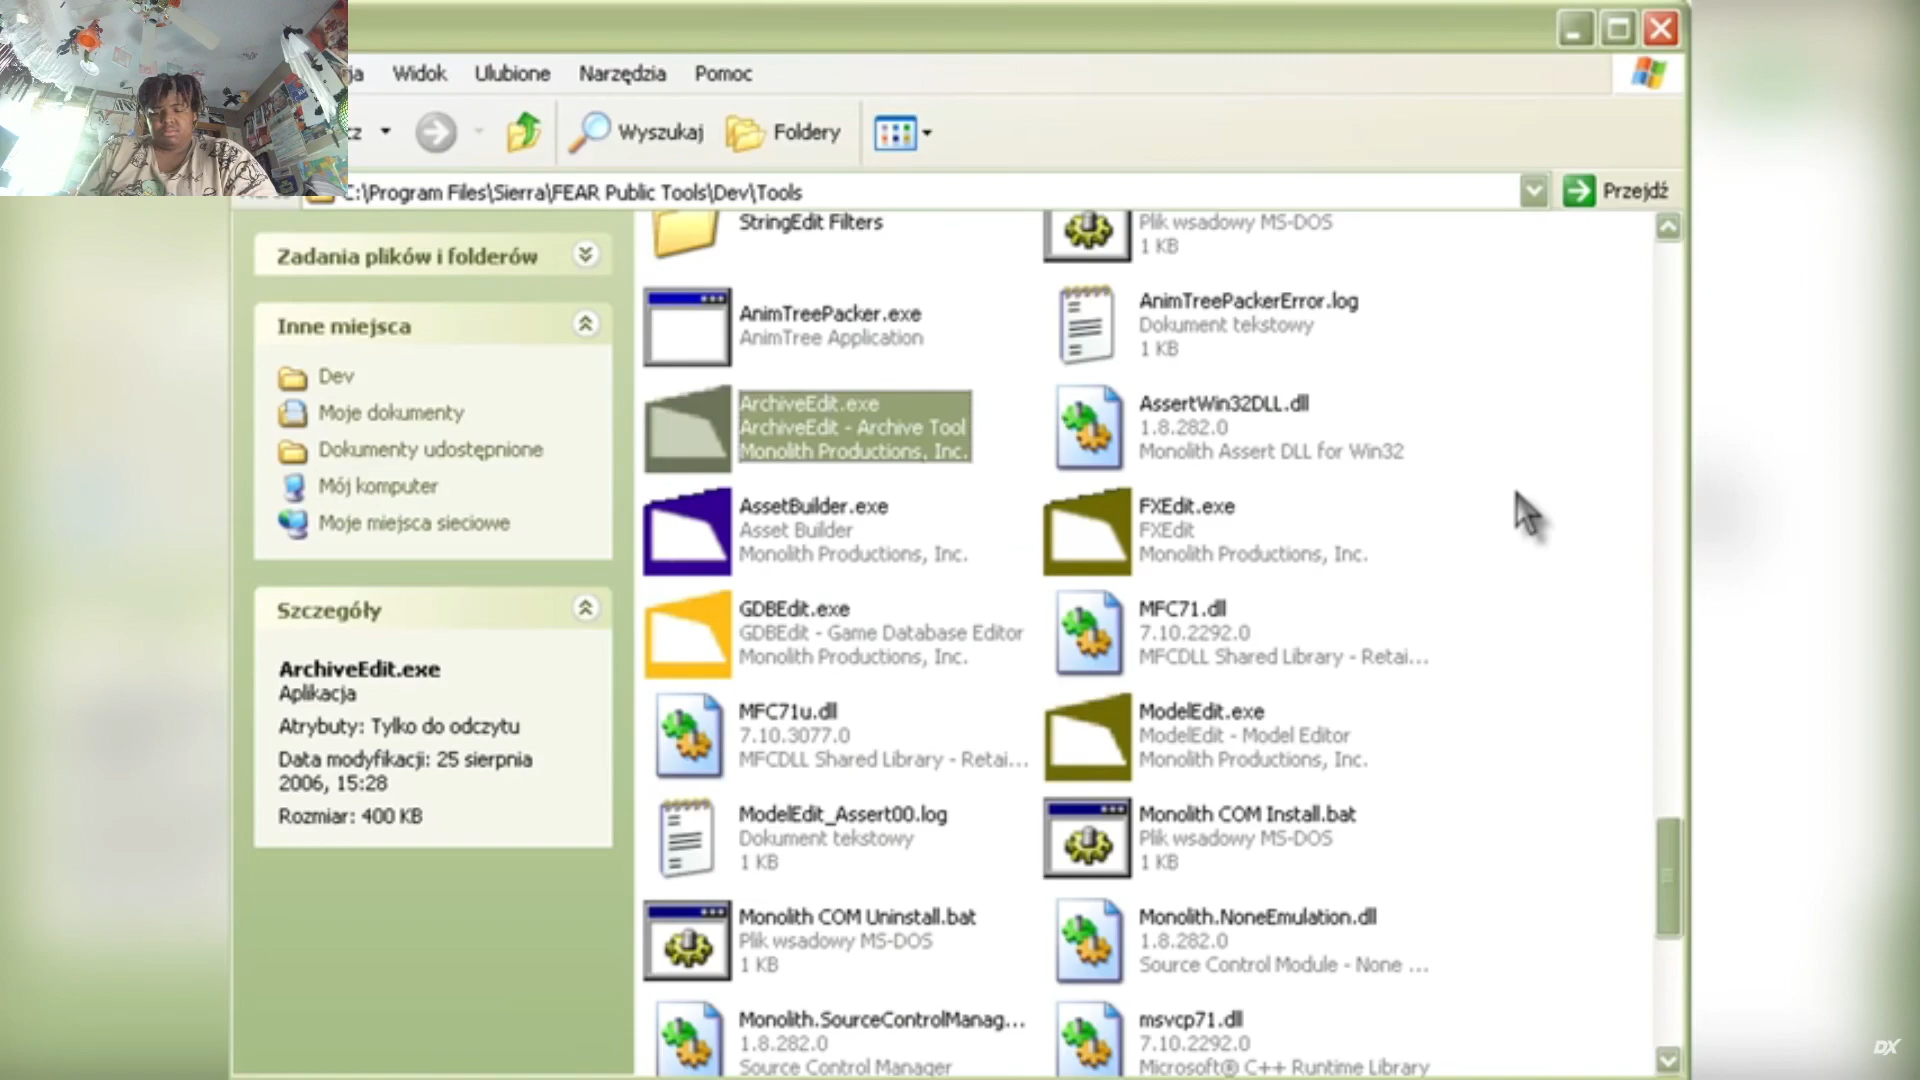 ja Widok Ulubione Narzędzia Pomoc
cz Wyszukaj Foldery
C:\Program Files\Sierra\FEAR Public Tools\Dev\Tools Przejdź
Zadania plików i folderów
Inne miejsca
Dev
Moje dokumenty
Dokumenty udostępnione
Mój komputer
Moje miejsca sieciowe
Szczegóły
ArchiveEdit.exe
Aplikacja
Atrybuty: Tylko do odczytu
Data modyfikacji: 25 sierpnia
2006, 15:28
Rozmiar: 400 KB
StringEdit Filters
Plik wsadowy MS-DOS
1 KB
AnimTreePacker.exe
AnimTree Application
AnimTreePackerError.log
Dokument tekstowy
1 KB
ArchiveEdit.exe
ArchiveEdit - Archive Tool
Monolith Productions, Inc.
AssertWin32DLL.dll
1.8.282.0
Monolith Assert DLL for Win32
AssetBuilder.exe
Asset Builder
Monolith Productions, Inc.
FXEdit.exe
FXEdit
Monolith Productions, Inc.
GDBEdit.exe
GDBEdit - Game Database Editor
Monolith Productions, Inc.
MFC71.dll
7.10.2292.0
MFCDLL Shared Library - Retai...
MFC71u.dll
7.10.3077.0
MFCDLL Shared Library - Retai...
ModelEdit.exe
ModelEdit - Model Editor
Monolith Productions, Inc.
ModelEdit_Assert00.log
Dokument tekstowy
1 KB
Monolith COM Install.bat
Plik wsadowy MS-DOS
1 KB
Monolith COM Uninstall.bat
Plik wsadowy MS-DOS
1 KB
Monolith.NoneEmulation.dll
1.8.282.0
Source Control Module - None ...
Monolith.SourceControlManag...
1.8.282.0
Source Control Manager
msvcp71.dll
7.10.2292.0
Microsoft® C++ Runtime Library
DX